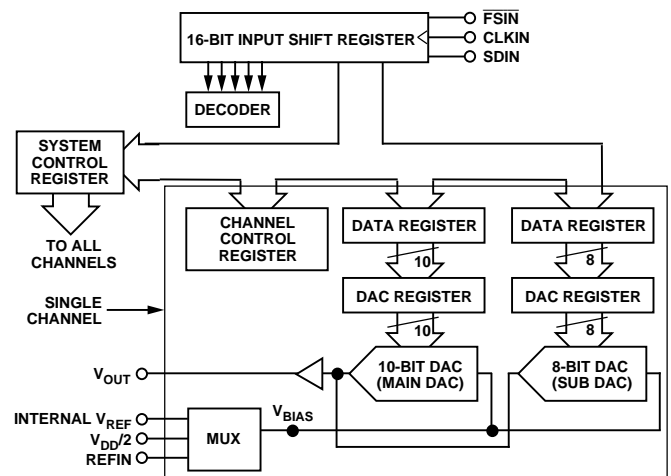 FSIN
16-BIT INPUT SHIFT REGISTER
CLKIN
SDIN
DECODER
SYSTEM
CONTROL
REGISTER
TO ALL
CHANNELS
CHANNEL
CONTROL
REGISTER
DATA REGISTER
DATA REGISTER
10
8
DAC REGISTER
DAC REGISTER
10
8
SINGLE
CHANNEL
10-BIT DAC
(MAIN DAC)
8-BIT DAC
(SUB DAC)
VOUT
INTERNAL VREF
VDD/2
REFIN
MUX
VBIAS